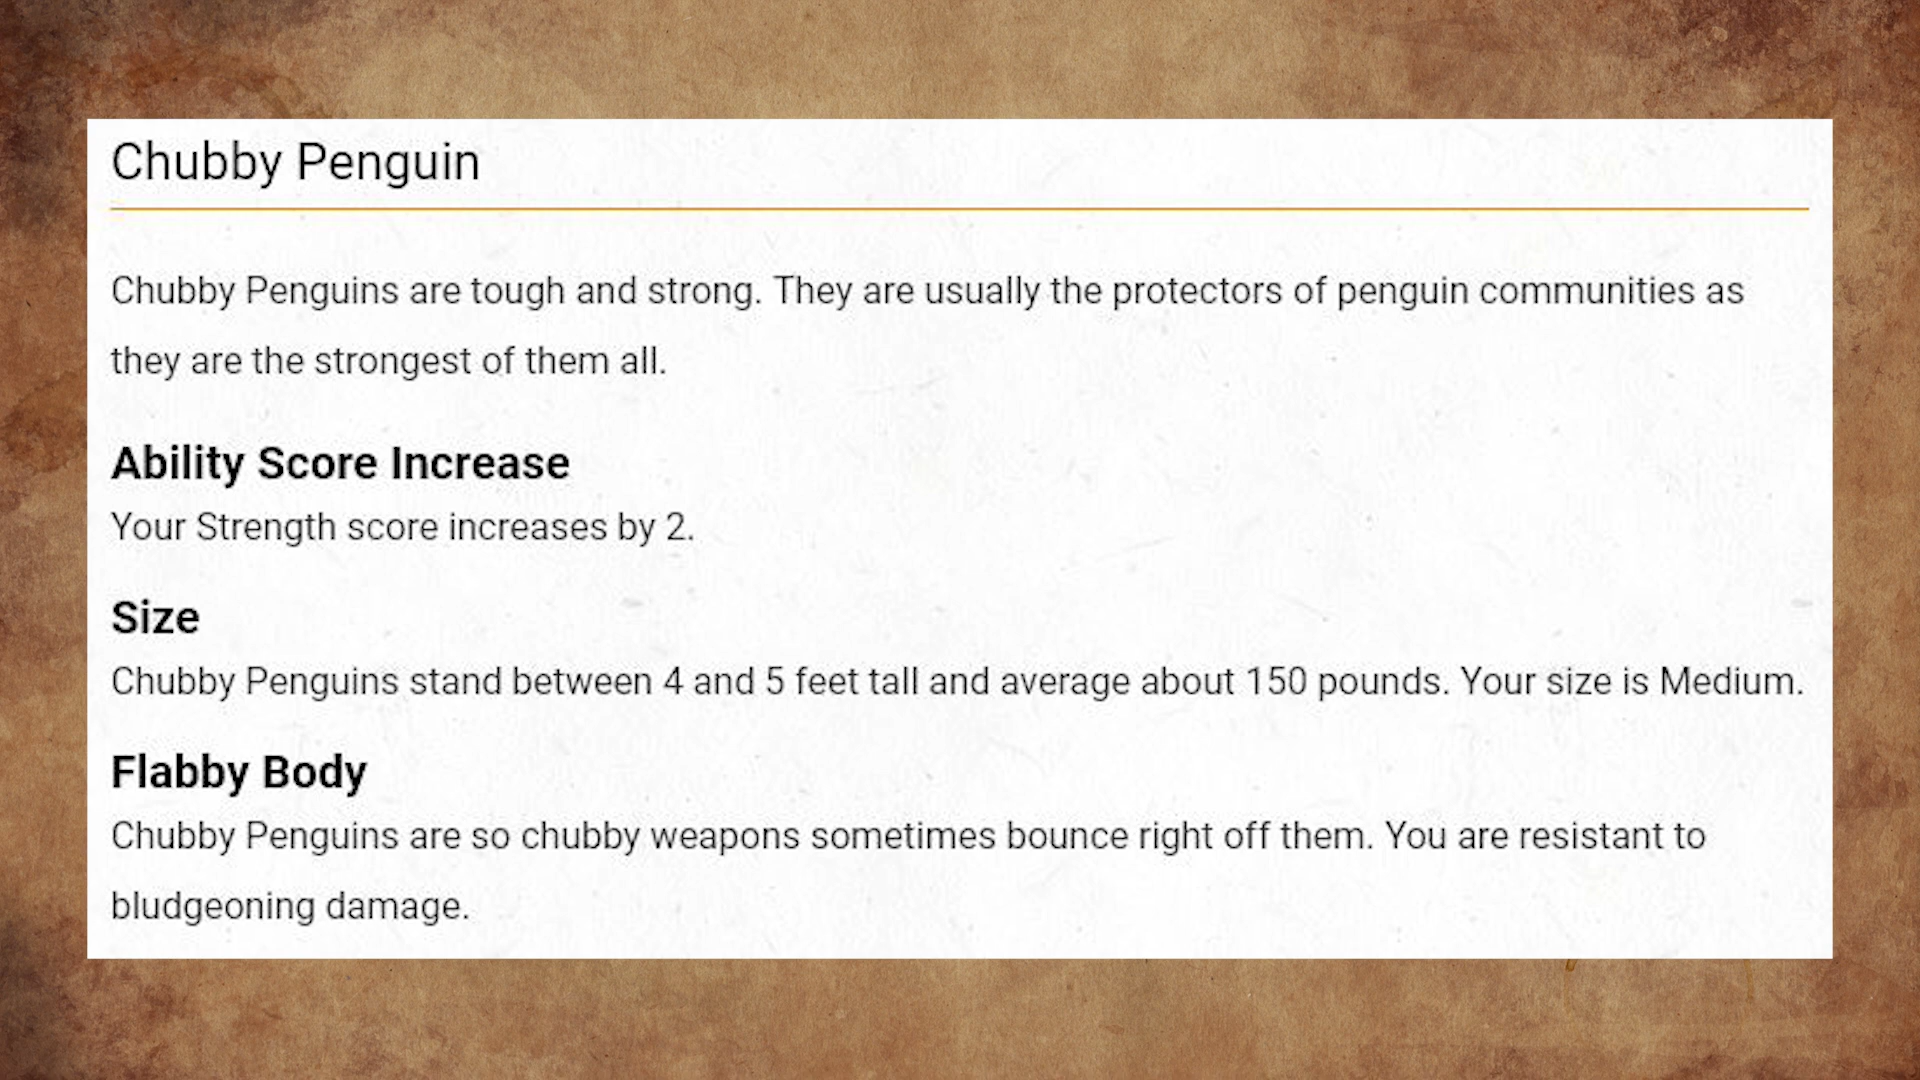 Chubby Penguin
Chubby Penguins are tough and strong. They are usually the protectors of penguin communities as
they are the strongest of them all.
Ability Score Increase
Your Strength score increases by 2.
Size
Chubby Penguins stand between 4 and 5 feet tall and average about 150 pounds. Your size is Medium.
Flabby Body
Chubby Penguins are so chubby weapons sometimes bounce right off them. You are resistant to
bludgeoning damage.